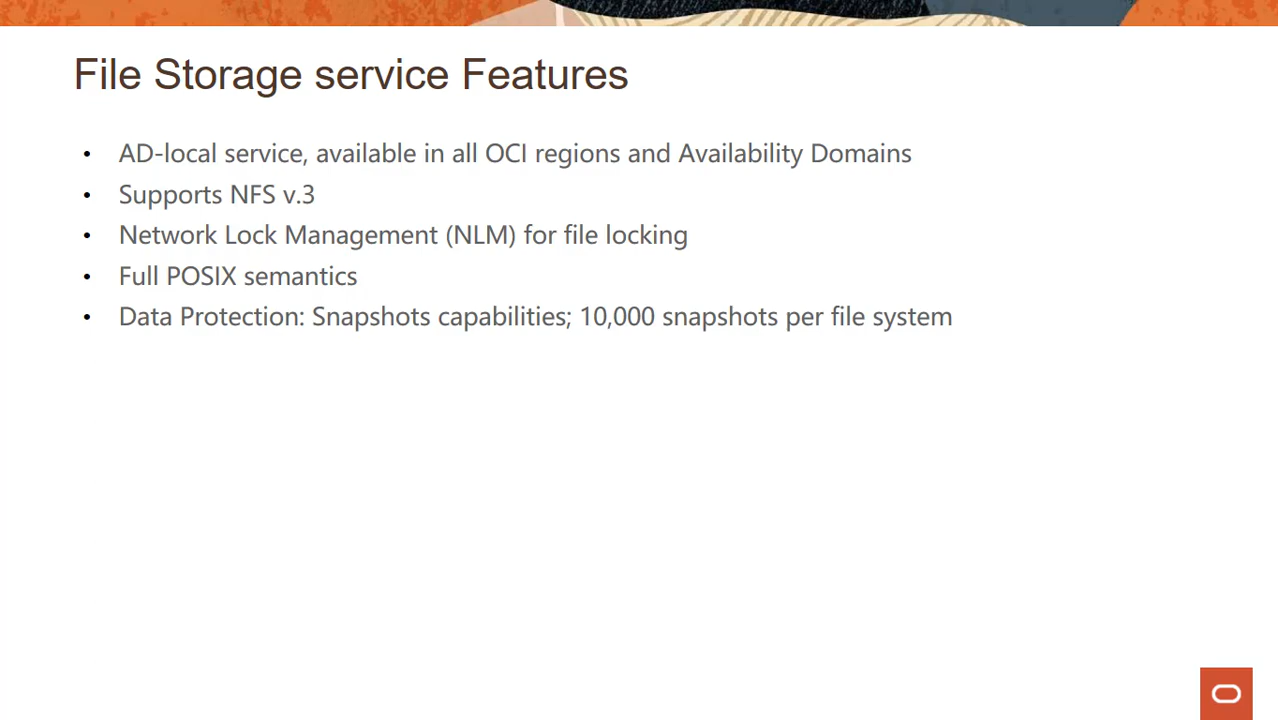 File Storage service Features
• AD-local service, available in all OCI regions and Availability Domains
• Supports NFS v.3
• Network Lock Management (NLM) for file locking
• Full POSIX semantics
• Data Protection: Snapshots capabilities; 10,000 snapshots per file system